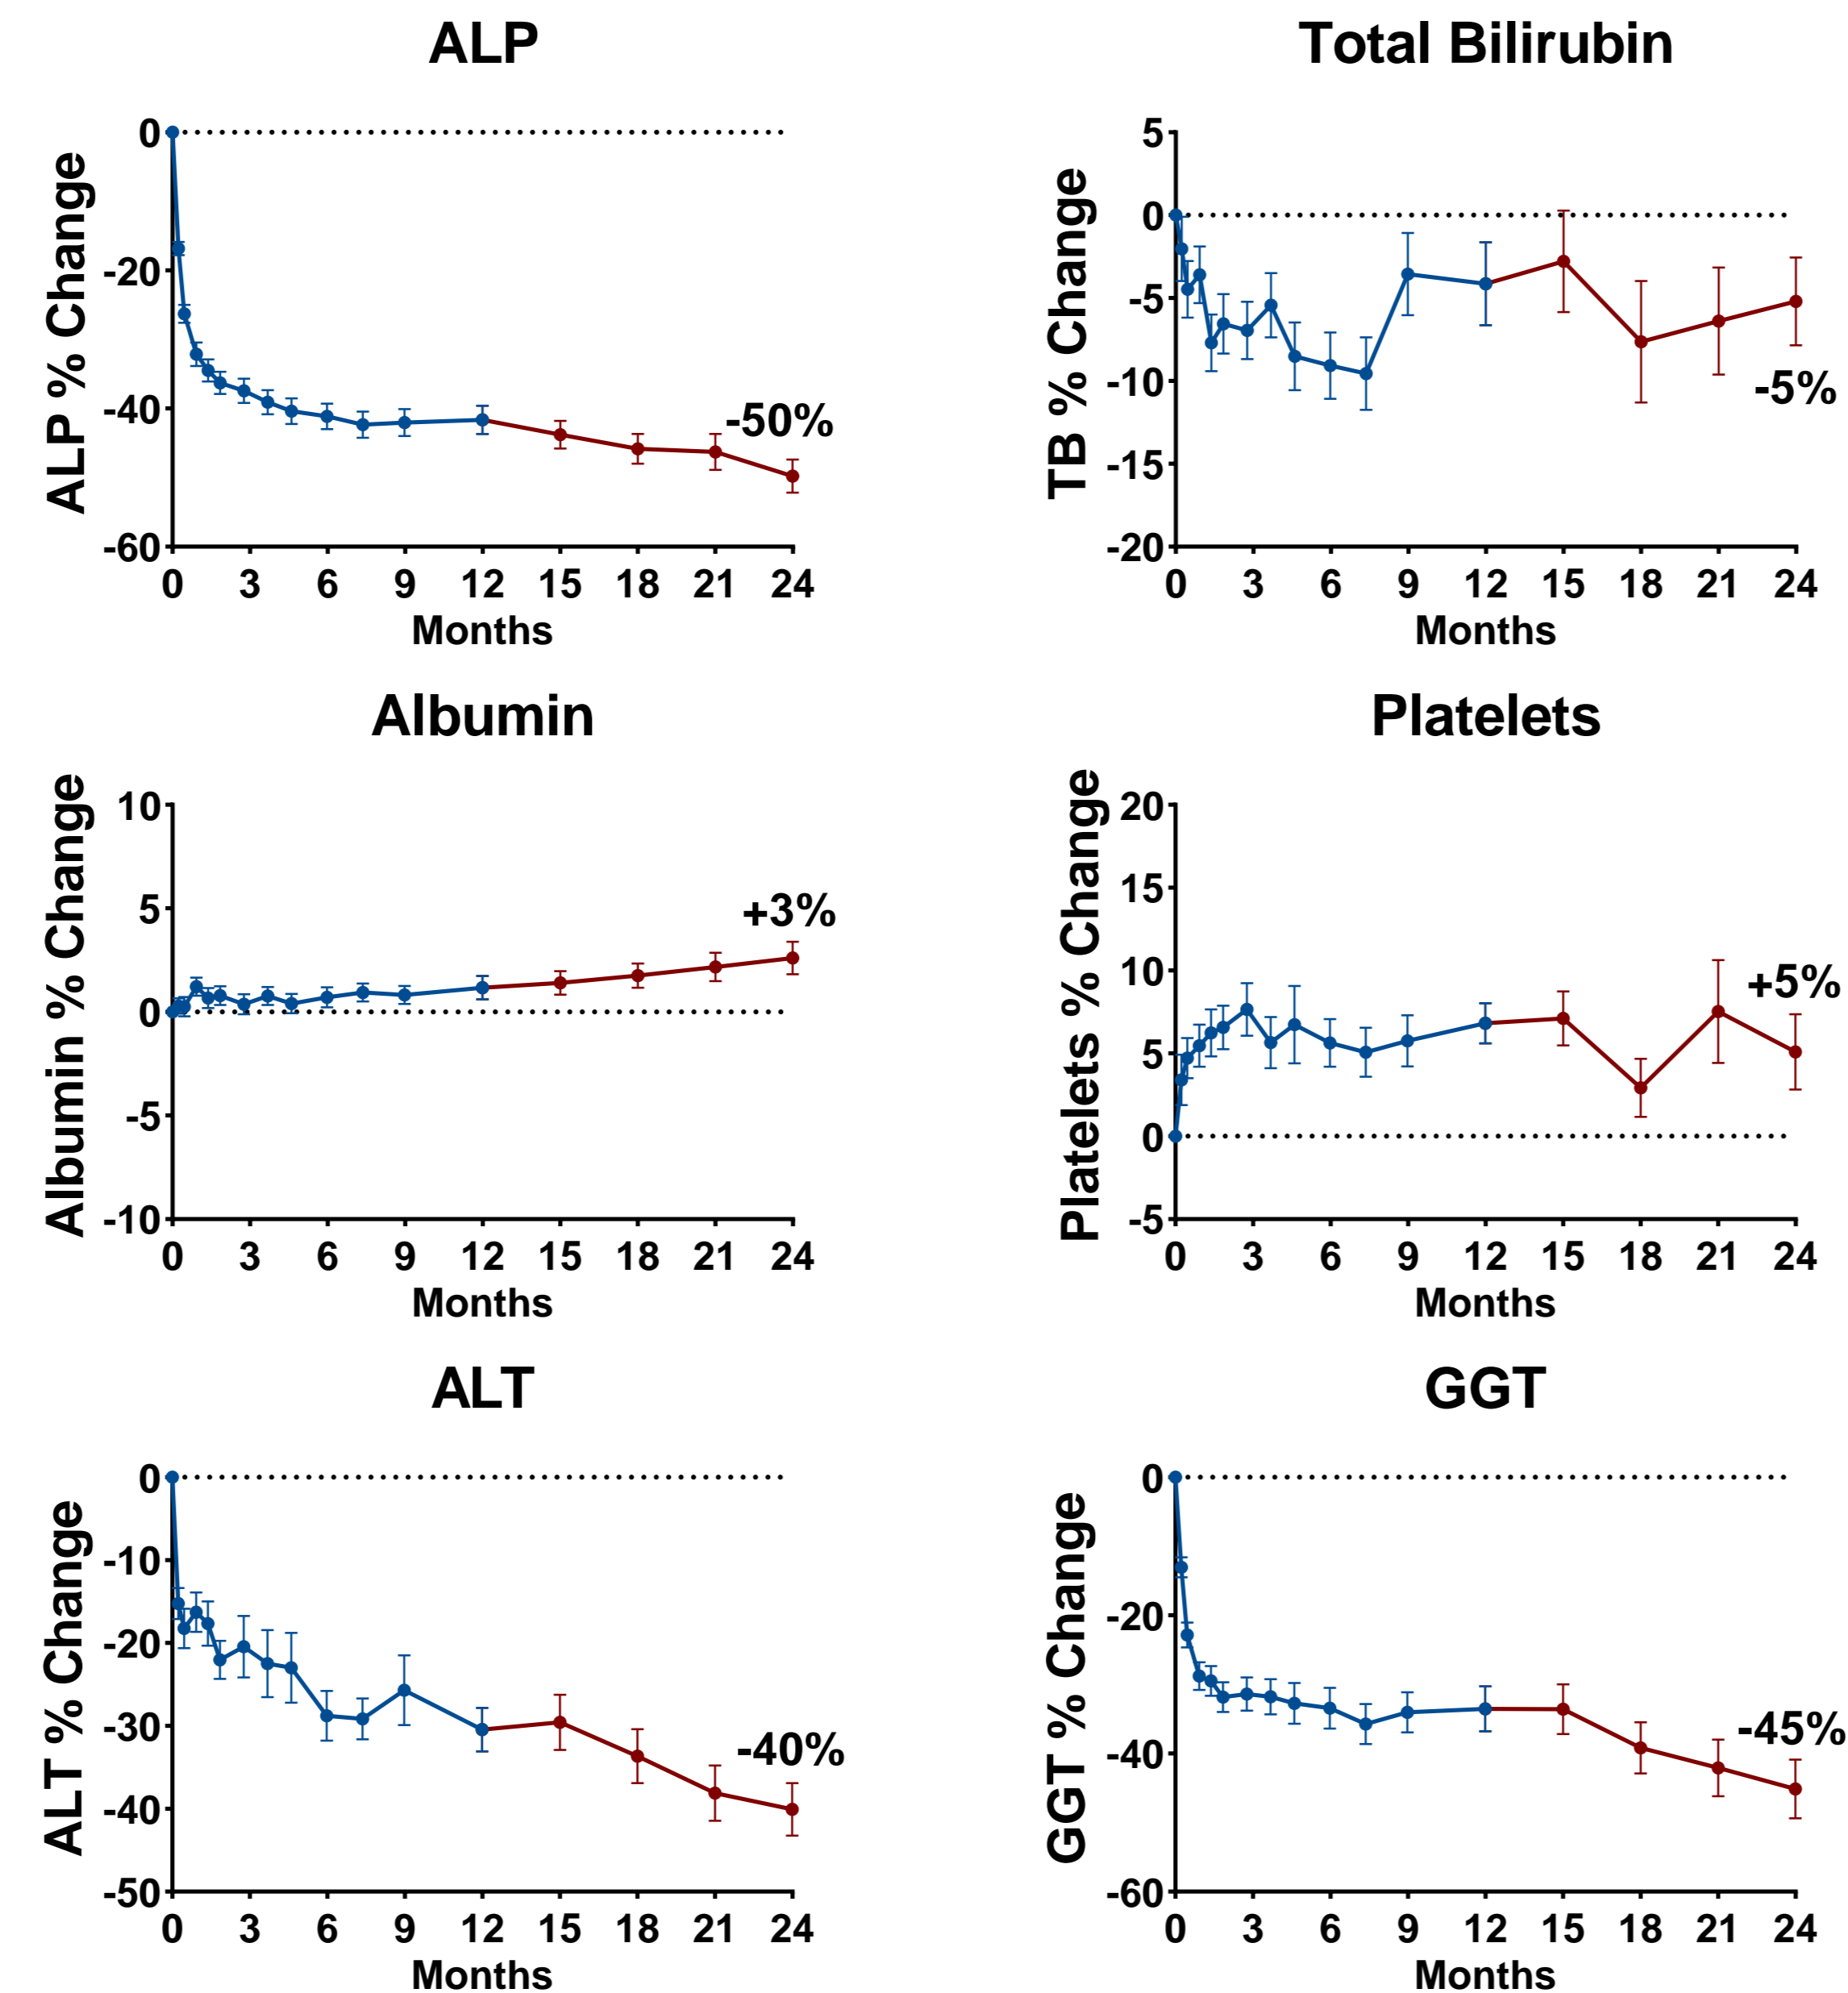 ALP
0
-20
-40
-60
ALP % Change
-50%
0 3 6 9 12 15 18 21 24
Months
Total Bilirubin
5
0
-5
-10
-15
-20
TB % Change
-5%
0 3 6 9 12 15 18 21 24
Months
Albumin
10
5
0
-5
-10
Albumin % Change
+3%
0 3 6 9 12 15 18 21 24
Months
Platelets
20
15
10
5
0
-5
Platelets % Change
+5%
0 3 6 9 12 15 18 21 24
Months
ALT
0
-10
-20
-30
-40
-50
ALT % Change
-40%
0 3 6 9 12 15 18 21 24
Months
GGT
0
-20
-40
-60
GGT % Change
-45%
0 3 6 9 12 15 18 21 24
Months